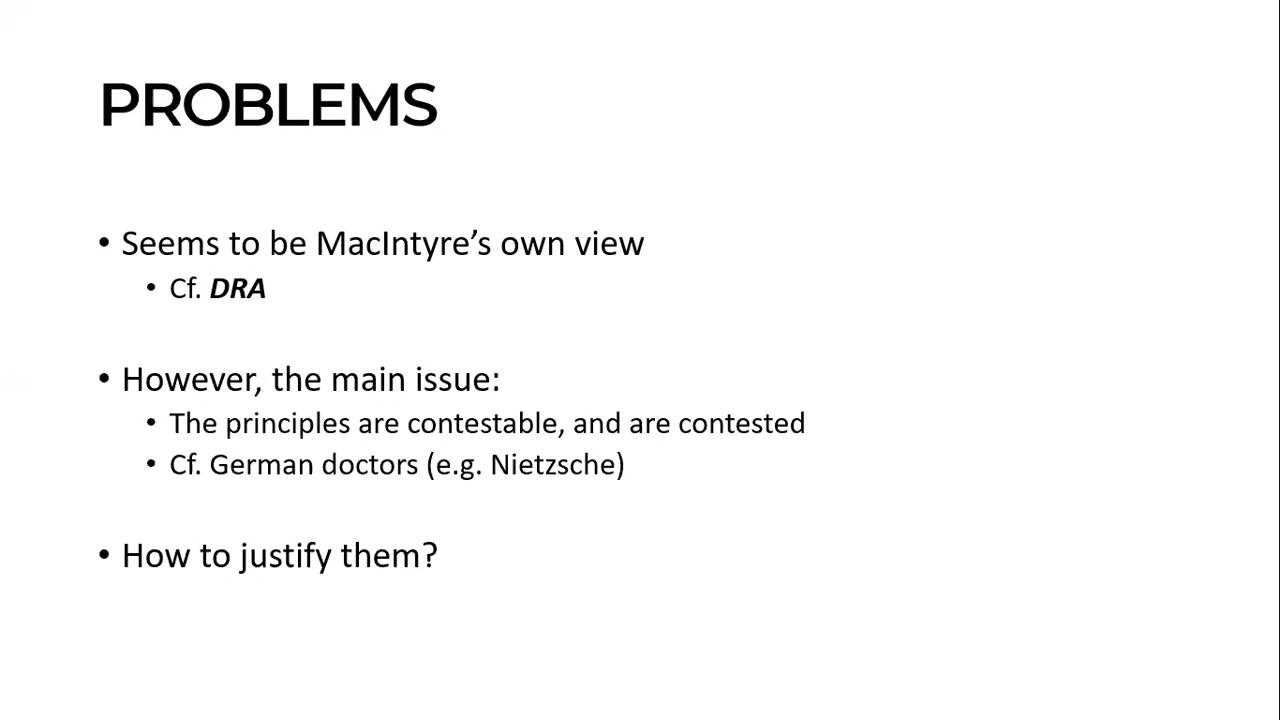 PROBLEMS
• Seems to be MacIntyre’s own view
• Cf. DRA
• However, the main issue:
• The principles are contestable, and are contested
• Cf. German doctors (e.g. Nietzsche)
• How to justify them?